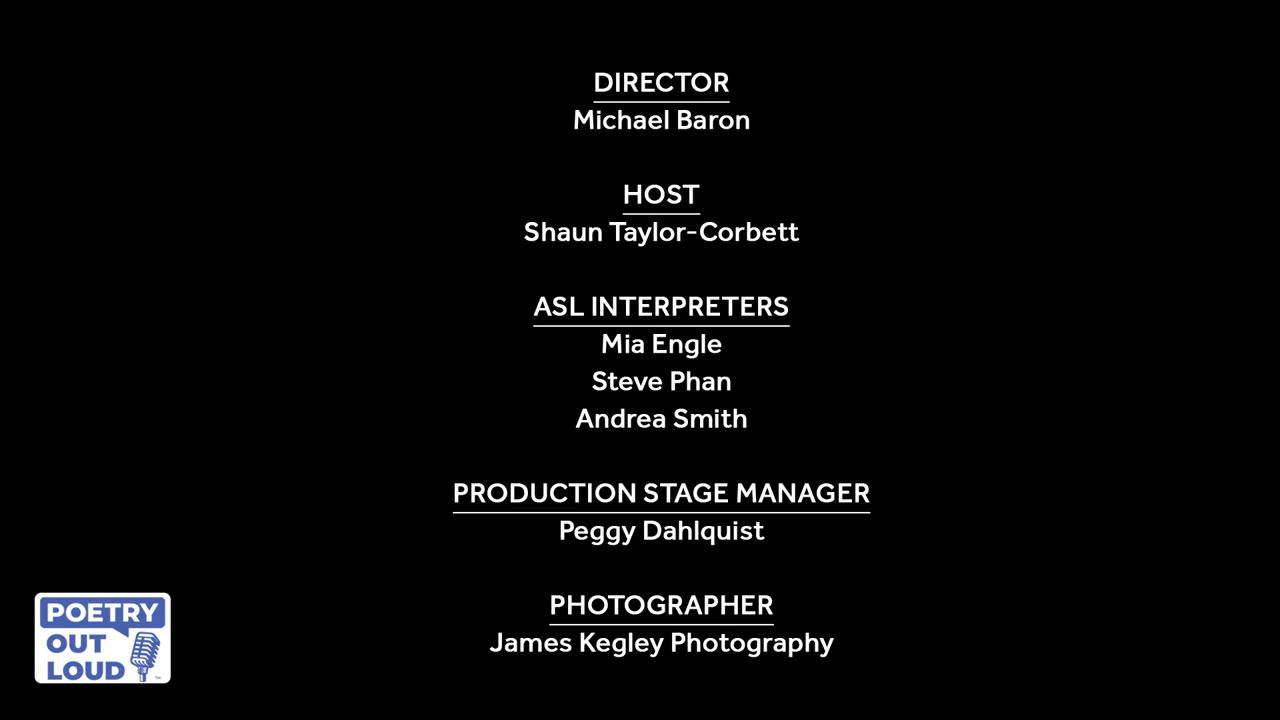 DIRECTOR
Michael Baron
HOST
Shaun Taylor-Corbett
ASL INTERPRETERS
Mia Engle
Steve Phan
Andrea Smith
PRODUCTION STAGE MANAGER
Peggy Dahlquist
PHOTOGRAPHER
James Kegley Photography
POETRY
OUT
LOUD